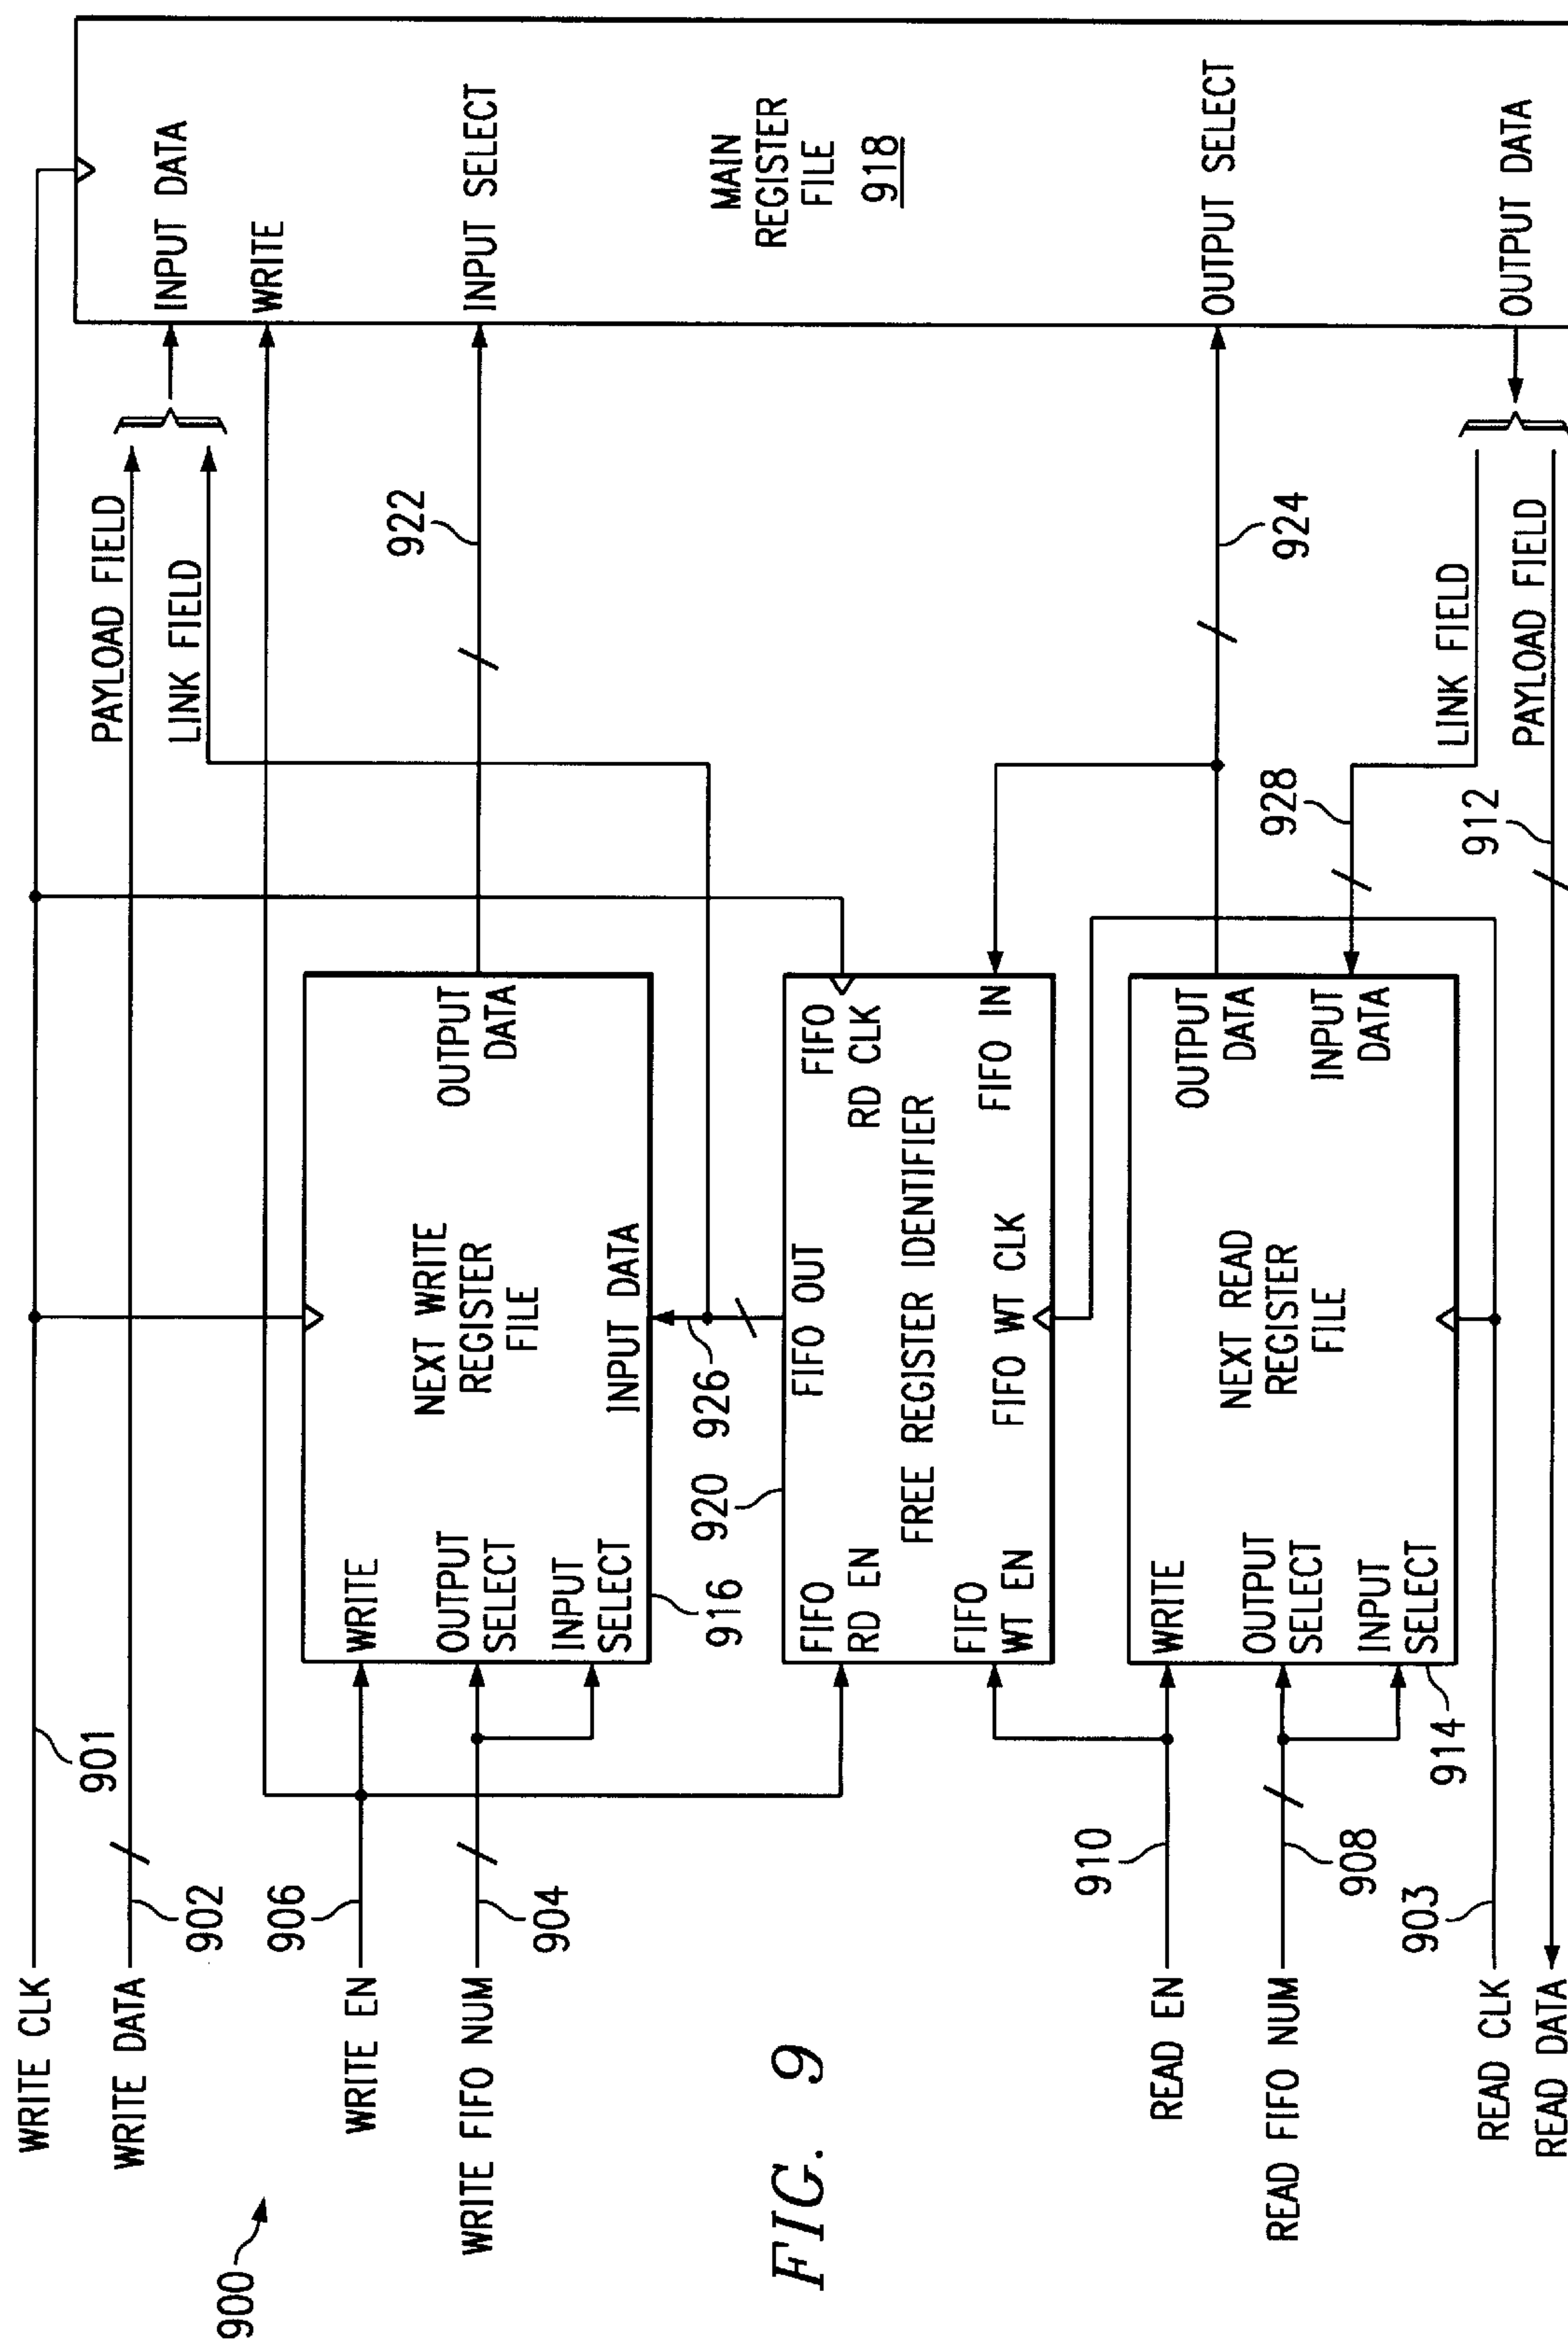 900
WRITE CLK
901
WRITE DATA
902
PAYLOAD FIELD
LINK FIELD
INPUT DATA
WRITE EN
906
WRITE
WRITE FIFO NUM
904
WRITE
OUTPUT
SELECT
INPUT
SELECT
916
NEXT WRITE
REGISTER
FILE
INPUT DATA
OUTPUT
DATA
922
INPUT SELECT
926
MAIN
REGISTER
FILE
918
920
FIFO
RD EN
FIFO OUT
FIFO
RD CLK
FREE REGISTER IDENTIFIER
FIFO
WT EN
FIFO WT CLK
FIFO IN
FIG. 9
READ EN
910
READ FIFO NUM
908
WRITE
OUTPUT
SELECT
INPUT
SELECT
914
NEXT READ
REGISTER
FILE
OUTPUT
DATA
INPUT
DATA
924
OUTPUT SELECT
928
LINK FIELD
READ CLK
903
READ DATA
912
PAYLOAD FIELD
OUTPUT DATA